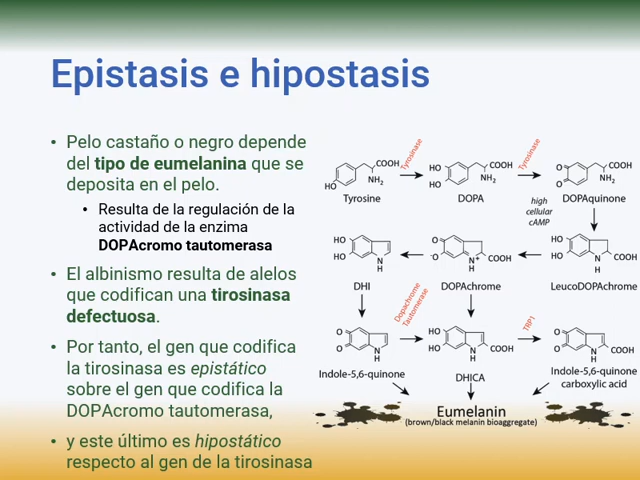 Epistasis e hipostasis
• Pelo castaño o negro depende
del tipo de eumelanina que se
deposita en el pelo.
• Resulta de la regulación de la
actividad de la enzima
DOPAcromo tautomerasa
• El albinismo resulta de alelos
que codifican una tirosinasa
defectuosa.
• Por tanto, el gen que codifica
la tirosinasa es epistático
sobre el gen que codifica la
DOPAcromo tautomerasa,
• y este último es hipostático
respecto al gen de la tirosinasa
HO COOH NH2
Tyrosinase
HO HO COOH NH2
Tyrosinase
O O COOH NH2
Tyrosine
DOPA
DOPAquinone
high
cellular
cAMP
HO HO N H
O -O N+ H COOH
HO HO N H COOH
DHI
DOPAchrome
LeucoDOPAchrome
Dopachrome
Tautomerase
TRP1
O O N H
HO HO N H COOH
O O N H COOH
Indole-5,6-quinone
DHICA
Indole-5,6-quinone
carboxylic acid
Eumelanin
(brown/black melanin bioaggregate)